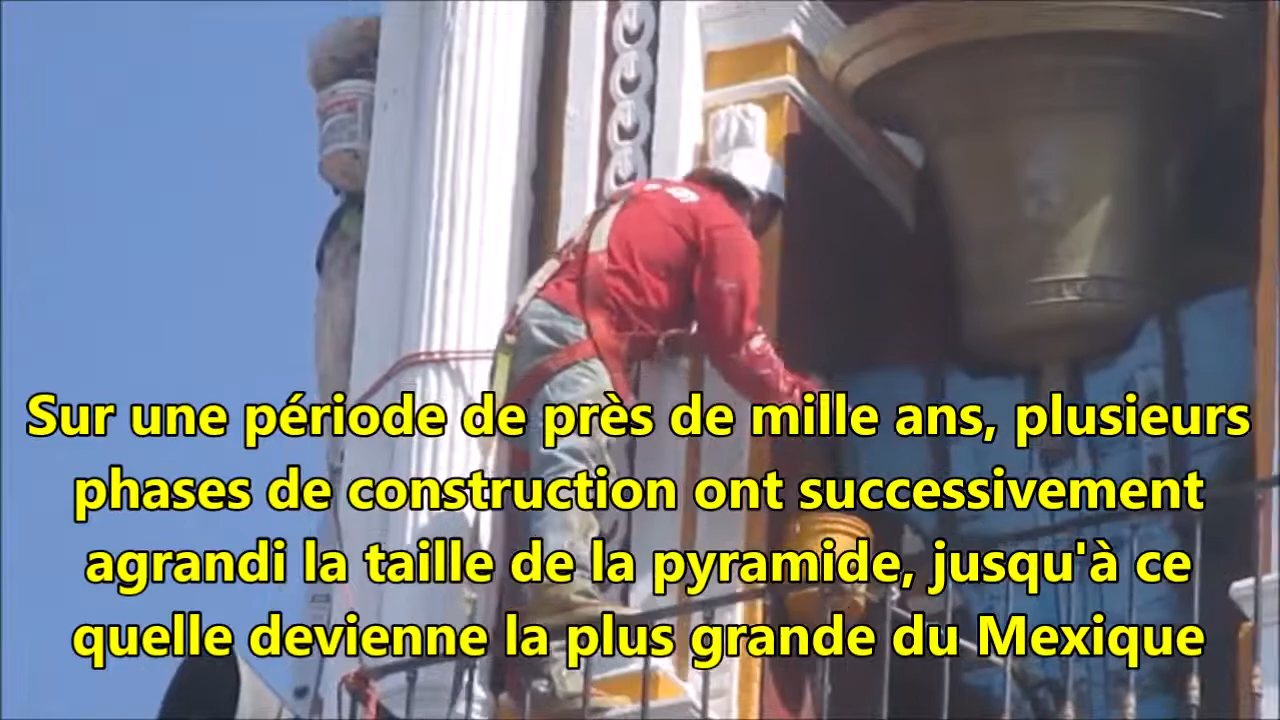 Sur une période de près de mille ans, plusieurs
phases de construction ont successivement
agrandi la taille de la pyramide, jusqu'à ce
quelle devienne la plus grande du Mexique